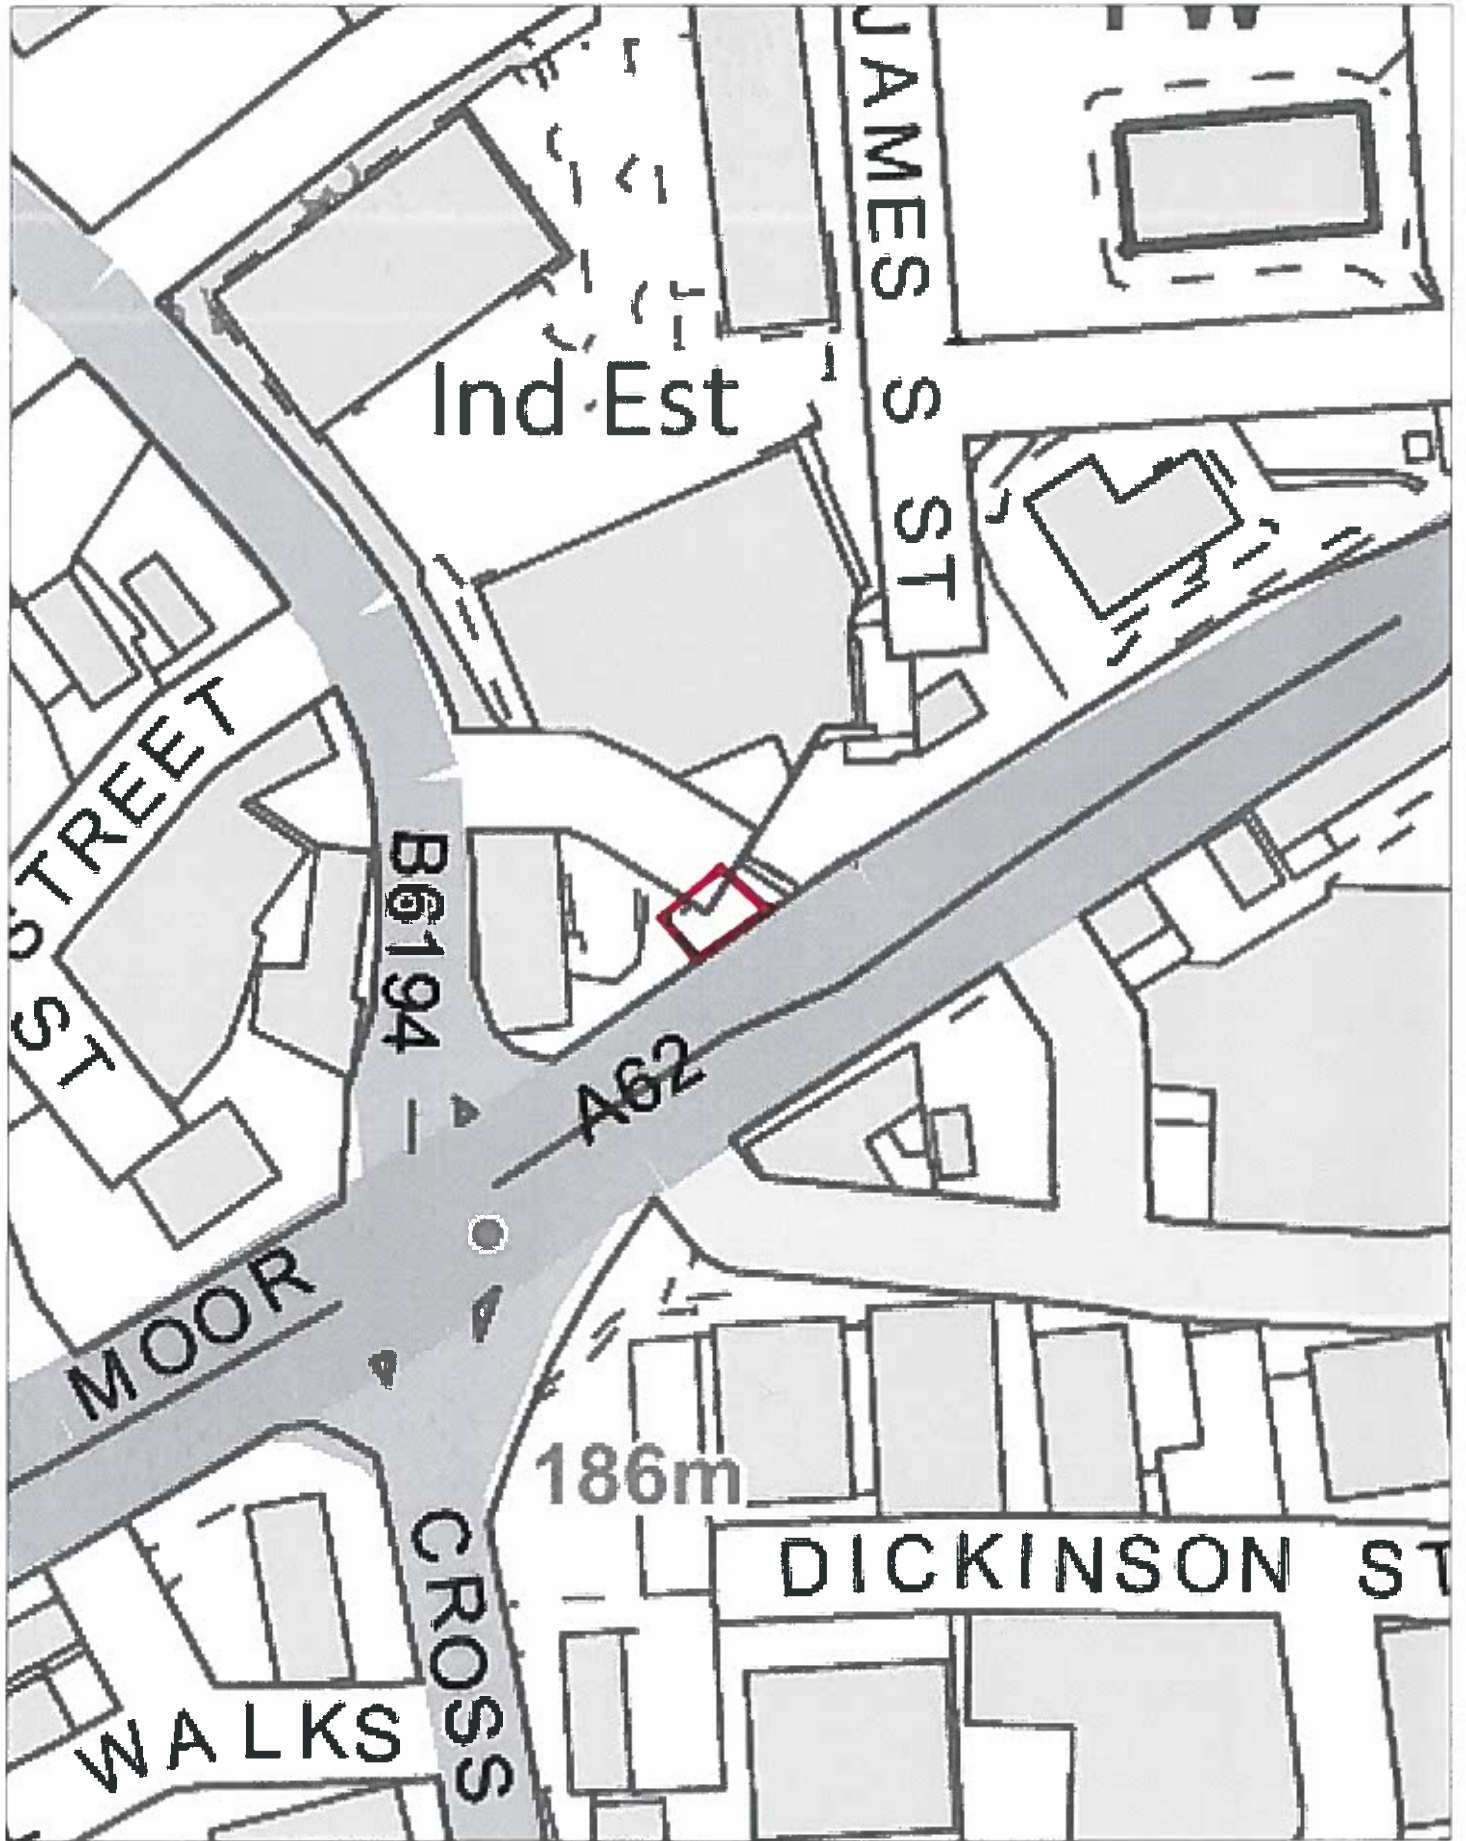 JAMES S ST
Ind Est
STREET
ST
B6194
A62
MOOR
186m
DICKINSON ST
CROSS
WALKS